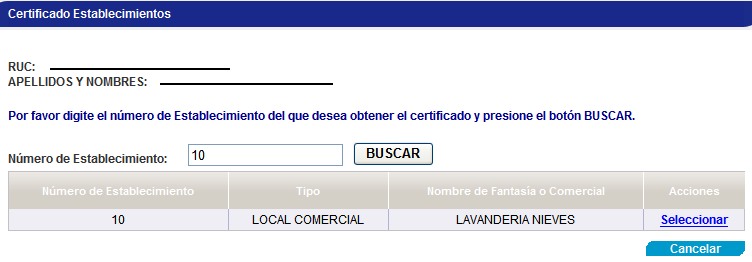 Certificado Establecimientos
RUC:
APELLIDOS Y NOMBRES:
Por favor digite el número de Establecimiento del que desea obtener el certificado y presione el botón BUSCAR.
Número de Establecimiento: 10 BUSCAR
Número de Establecimiento Tipo Nombre de Fantasía o Comercial Acciones
10 LOCAL COMERCIAL LAVANDERIA NIEVES Seleccionar
Cancelar